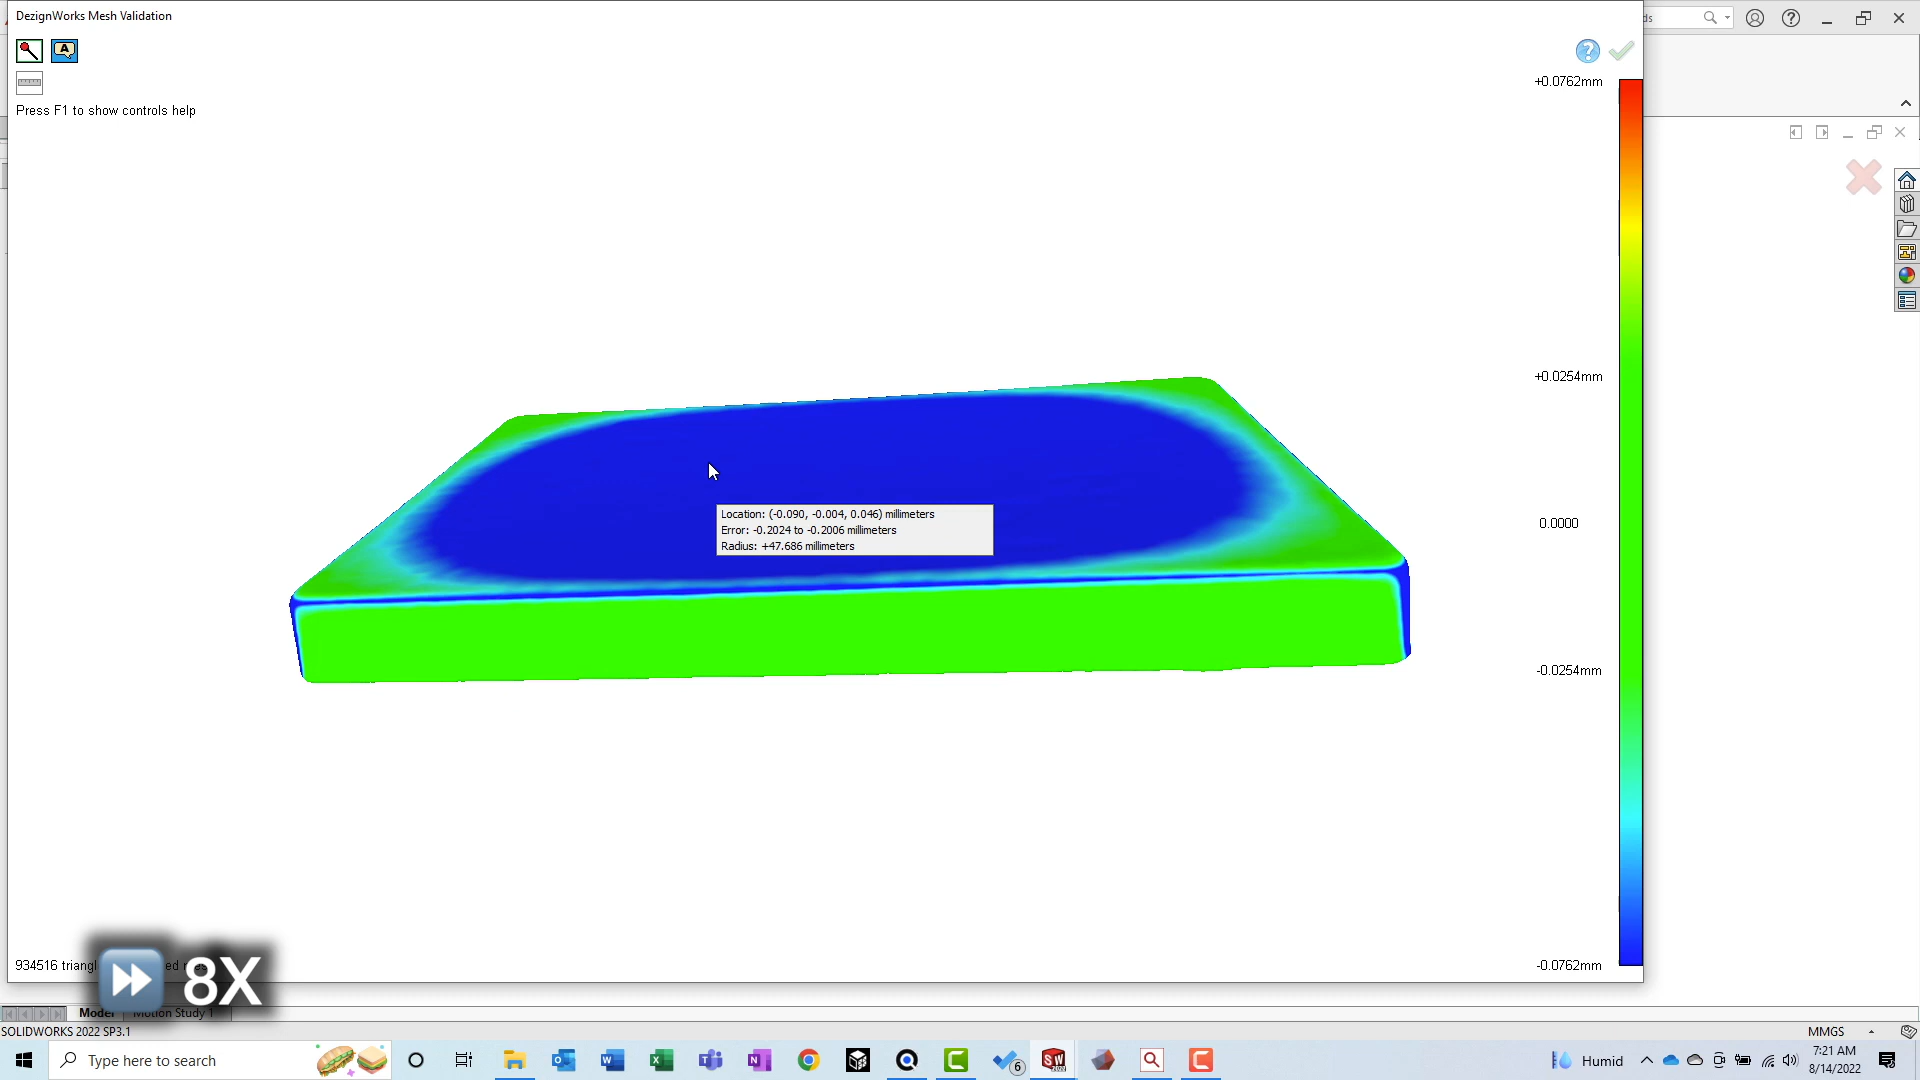 DezignWorks Mesh Validation
ds
A
Press F1 to show controls help
+0.0762mm
+0.0254mm
0.0000
-0.0254mm
-0.0762mm
Location: (-0.090, -0.004, 0.046) millimeters
Error: -0.2024 to -0.2006 millimeters
Radius: +47.686 millimeters
934516 triangl
8X
Model
Motion Study 1
SOLIDWORKS 2022 SP3.1
MMGS
Type here to search
6
Humid
7:21 AM
8/14/2022